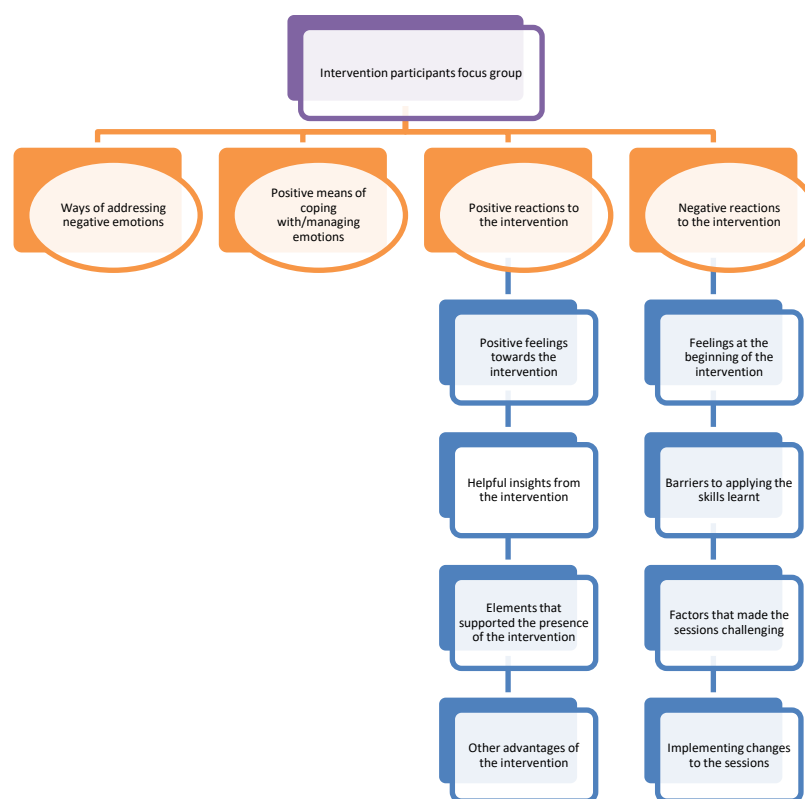 Intervention participants focus group
Ways of addressing
negative emotions
Positive means of
coping
with/managing
emotions
Positive reactions to
the intervention
Negative reactions
to the intervention
Positive feelings
towards the
intervention
Feelings at the
beginning of the
intervention
Helpful insights from
the intervention
Barriers to applying the
skills learnt
Elements that
supported the presence
of the intervention
Factors that made the
sessions challenging
Other advantages of
the intervention
Implementing changes
to the sessions